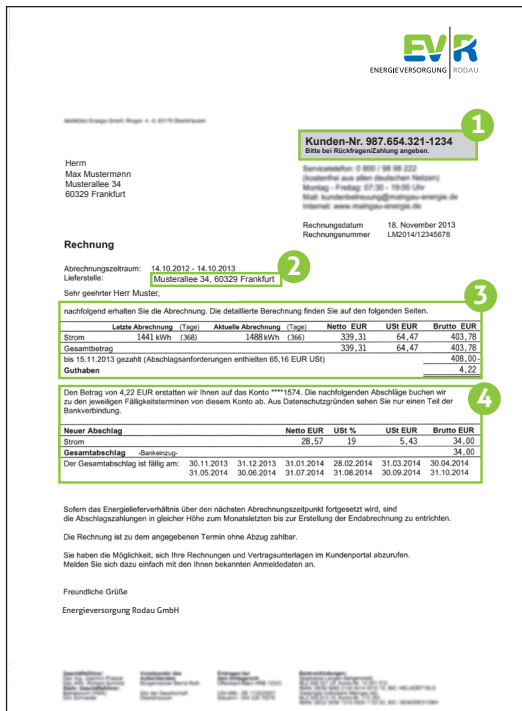 EVR
ENERGIEVERSORGUNG RODAU
1
Kunden-Nr. 987.654.321-1234
Bitte bei Rückfragen/Zahlung angeben.
Herrn
Max Mustermann
Musterallee 34
60329 Frankfurt
Rechnungsdatum 18. November 2013
Rechnungsnummer LM2014/12345678
Rechnung
2
Abrechnungszeitraum: 14.10.2012 - 14.10.2013
Lieferstelle: Musterallee 34, 60329 Frankfurt
Sehr geehrter Herr Muster,
3
nachfolgend erhalten Sie die Abrechnung. Die detaillierte Berechnung finden Sie auf den folgenden Seiten.
Letzte Abrechnung (Tage) Aktuelle Abrechnung (Tage) Netto EUR USt EUR Brutto EUR
Strom 1441 kWh (368) 1488 kWh (366) 339,31 64,47 403,78
Gesamtbetrag 339,31 64,47 403,78
bis 15.11.2013 gezahlt (Abschlagsanforderungen enthielten 65,16 EUR USt) 408,00-
Guthaben 4,22
4
Den Betrag von 4,22 EUR erstatten wir Ihnen auf das Konto ****1574. Die nachfolgenden Abschläge buchen wir
zu den jeweiligen Fälligkeitsterminen von diesem Konto ab. Aus Datenschutzgründen sehen Sie nur einen Teil der
Bankverbindung.
Neuer Abschlag Netto EUR USt % USt EUR Brutto EUR
Strom 28,57 19 5,43 34,00
Gesamtabschlag -Bankeinzug- 34,00
Der Gesamtabschlag ist fällig am: 30.11.2013 31.12.2013 31.01.2014 28.02.2014 31.03.2014 30.04.2014
31.05.2014 30.06.2014 31.07.2014 31.08.2014 30.09.2014 31.10.2014
Sofern das Energielieferverhältnis über den nächsten Abrechnungszeitpunkt fortgesetzt wird, sind
die Abschlagszahlungen in gleicher Höhe zum Monatsletzten bis zur Erstellung der Endabrechnung zu entrichten.
Die Rechnung ist zu dem angegebenen Termin ohne Abzug zahlbar.
Sie haben die Möglichkeit, sich Ihre Rechnungen und Vertragsunterlagen im Kundenportal abzurufen.
Melden Sie sich dazu einfach mit den Ihnen bekannten Anmeldedaten an.
Freundliche Grüße
Energieversorgung Rodau GmbH